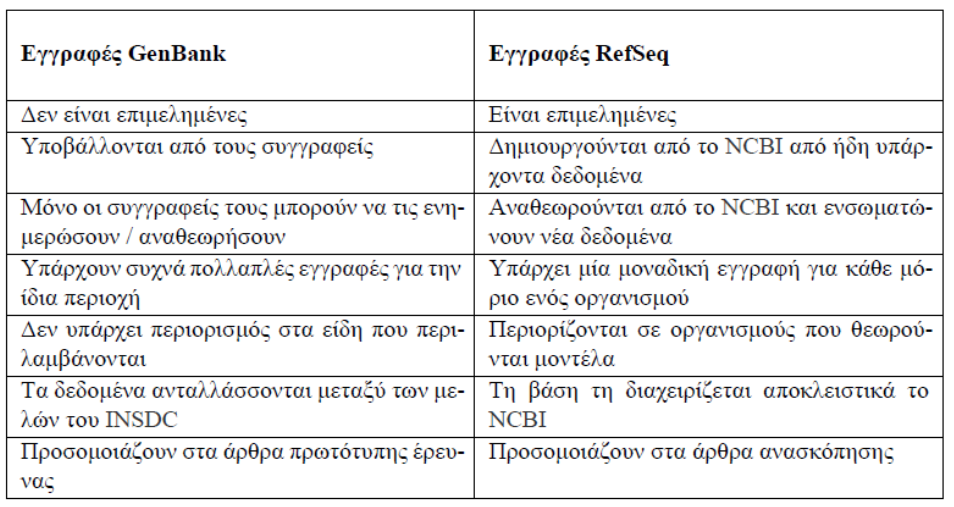 Εγγραφές GenBank
Εγγραφές RefSeq
Δεν είναι επιμελημένες
Είναι επιμελημένες
Υποβάλλονται από τους συγγραφείς
Δημιουργούνται από το NCBI από ήδη υπάρ-
χοντα δεδομένα
Μόνο οι συγγραφείς τους μπορούν να τις ενη-
μερώσουν / αναθεωρήσουν
Αναθεωρούνται από το NCBI και ενσωματώ-
νουν νέα δεδομένα
Υπάρχουν συχνά πολλαπλές εγγραφές για την
ίδια περιοχή
Υπάρχει μία μοναδική εγγραφή για κάθε μό-
ριο ενός οργανισμού
Δεν υπάρχει περιορισμός στα είδη που περι-
λαμβάνονται
Περιορίζονται σε οργανισμούς που θεωρού-
νται μοντέλα
Τα δεδομένα ανταλλάσσονται μεταξύ των με-
λών του INSDC
Τη βάση τη διαχειρίζεται αποκλειστικά το
NCBI
Προσομοιάζουν στα άρθρα πρωτότυπης έρευ-
νας
Προσομοιάζουν στα άρθρα ανασκόπησης